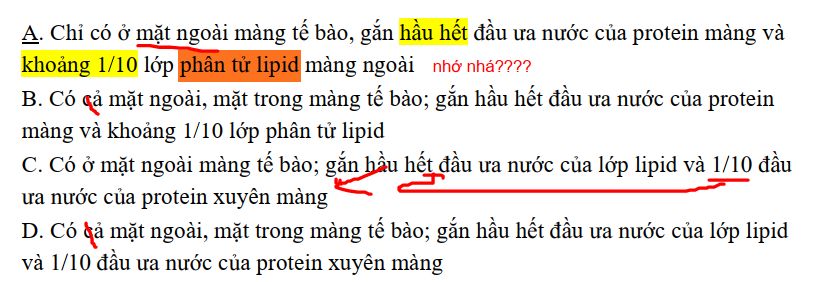 A. Chỉ có ở mặt ngoài màng tế bào, gắn hầu hết đầu ưa nước của protein màng và
khoảng 1/10 lớp phân tử lipid màng ngoài nhớ nhá????
B. Có cả mặt ngoài, mặt trong màng tế bào; gắn hầu hết đầu ưa nước của protein
màng và khoảng 1/10 lớp phân tử lipid
C. Có ở mặt ngoài màng tế bào; gắn hầu hết đầu ưa nước của lớp lipid và 1/10 đầu
ưa nước của protein xuyên màng
D. Có cả mặt ngoài, mặt trong màng tế bào; gắn hầu hết đầu ưa nước của lớp lipid
và 1/10 đầu ưa nước của protein xuyên màng